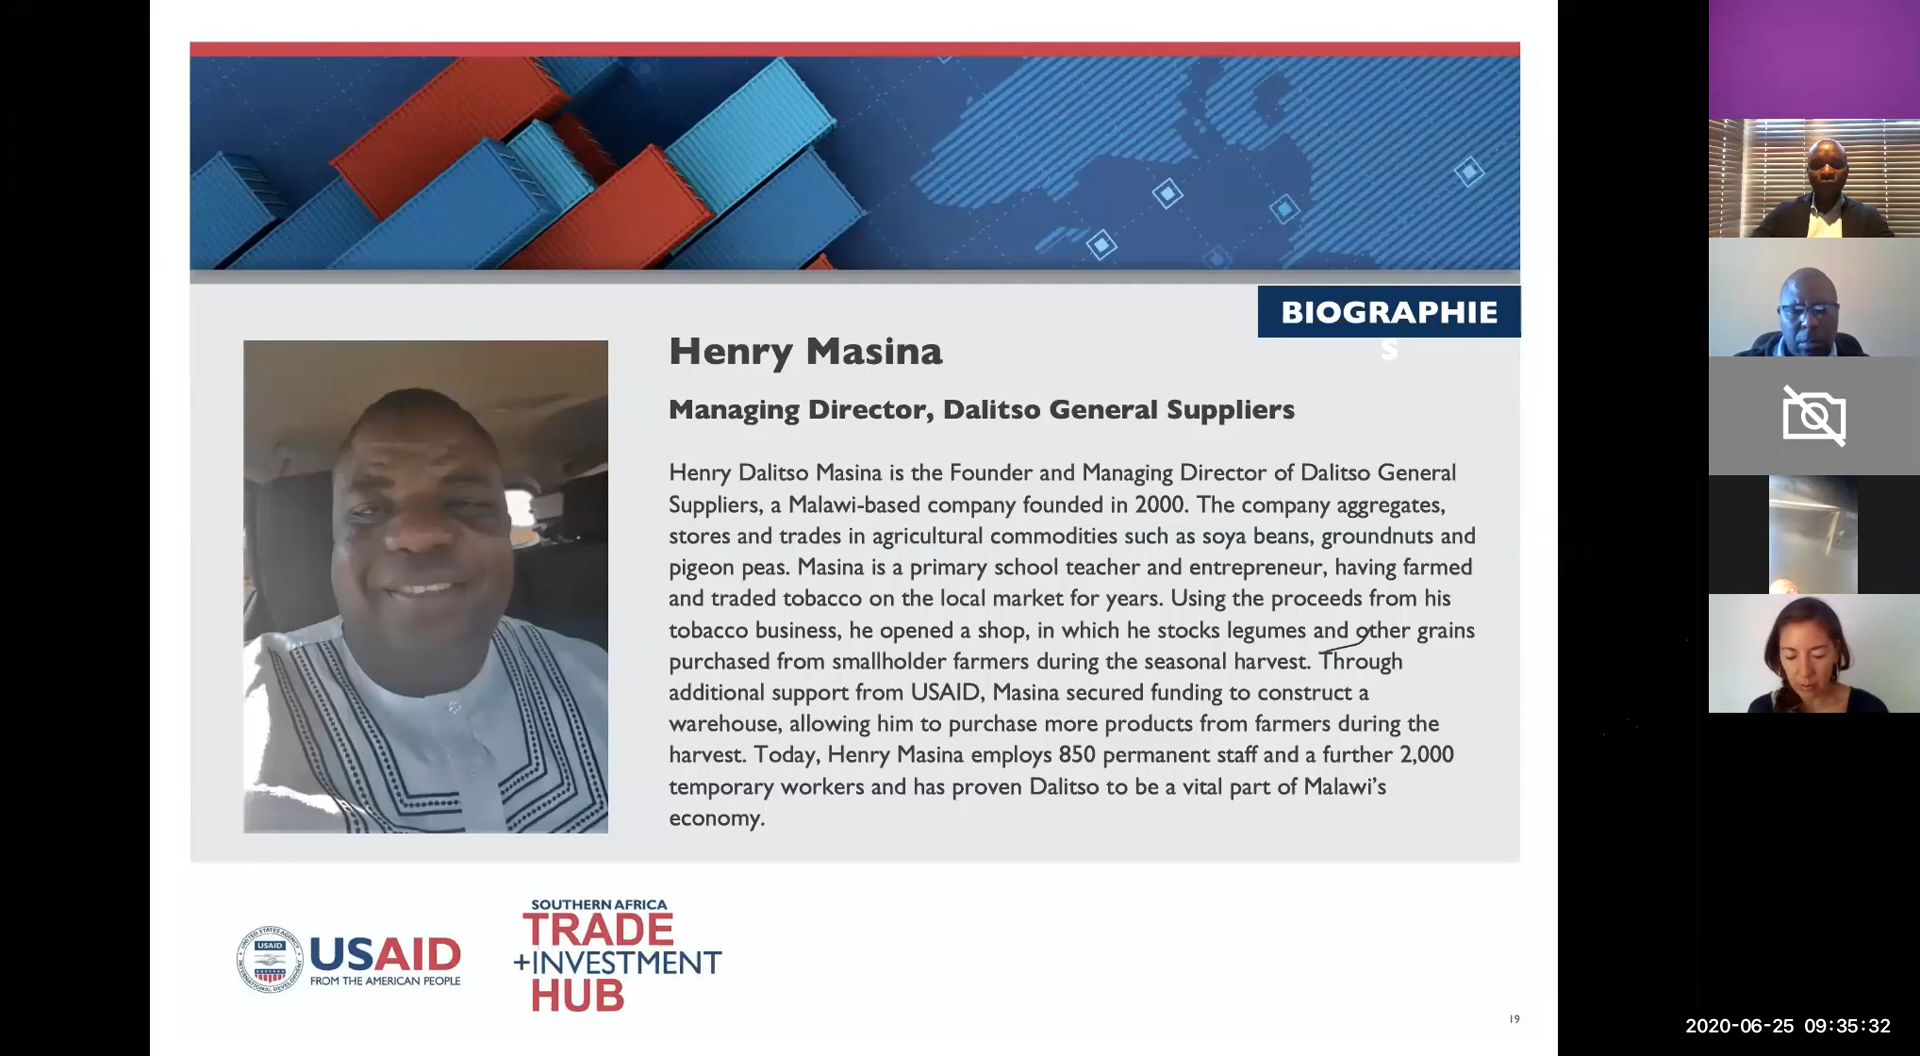 BIOGRAPHIE
S
Henry Masina
Managing Director, Dalitso General Suppliers
Henry Dalitso Masina is the Founder and Managing Director of Dalitso General
Suppliers, a Malawi-based company founded in 2000. The company aggregates,
stores and trades in agricultural commodities such as soya beans, groundnuts and
pigeon peas. Masina is a primary school teacher and entrepreneur, having farmed
and traded tobacco on the local market for years. Using the proceeds from his
tobacco business, he opened a shop, in which he stocks legumes and other grains
purchased from smallholder farmers during the seasonal harvest. Through
additional support from USAID, Masina secured funding to construct a
warehouse, allowing him to purchase more products from farmers during the
harvest. Today, Henry Masina employs 850 permanent staff and a further 2,000
temporary workers and has proven Dalitso to be a vital part of Malawi's
economy.
UNITED STATES AGENCY
USAID
INTERNATIONAL DEVELOPMENT
USAID
FROM THE AMERICAN PEOPLE
SOUTHERN AFRICA
TRADE
+INVESTMENT
HUB
19
2020-06-25 09:35:32